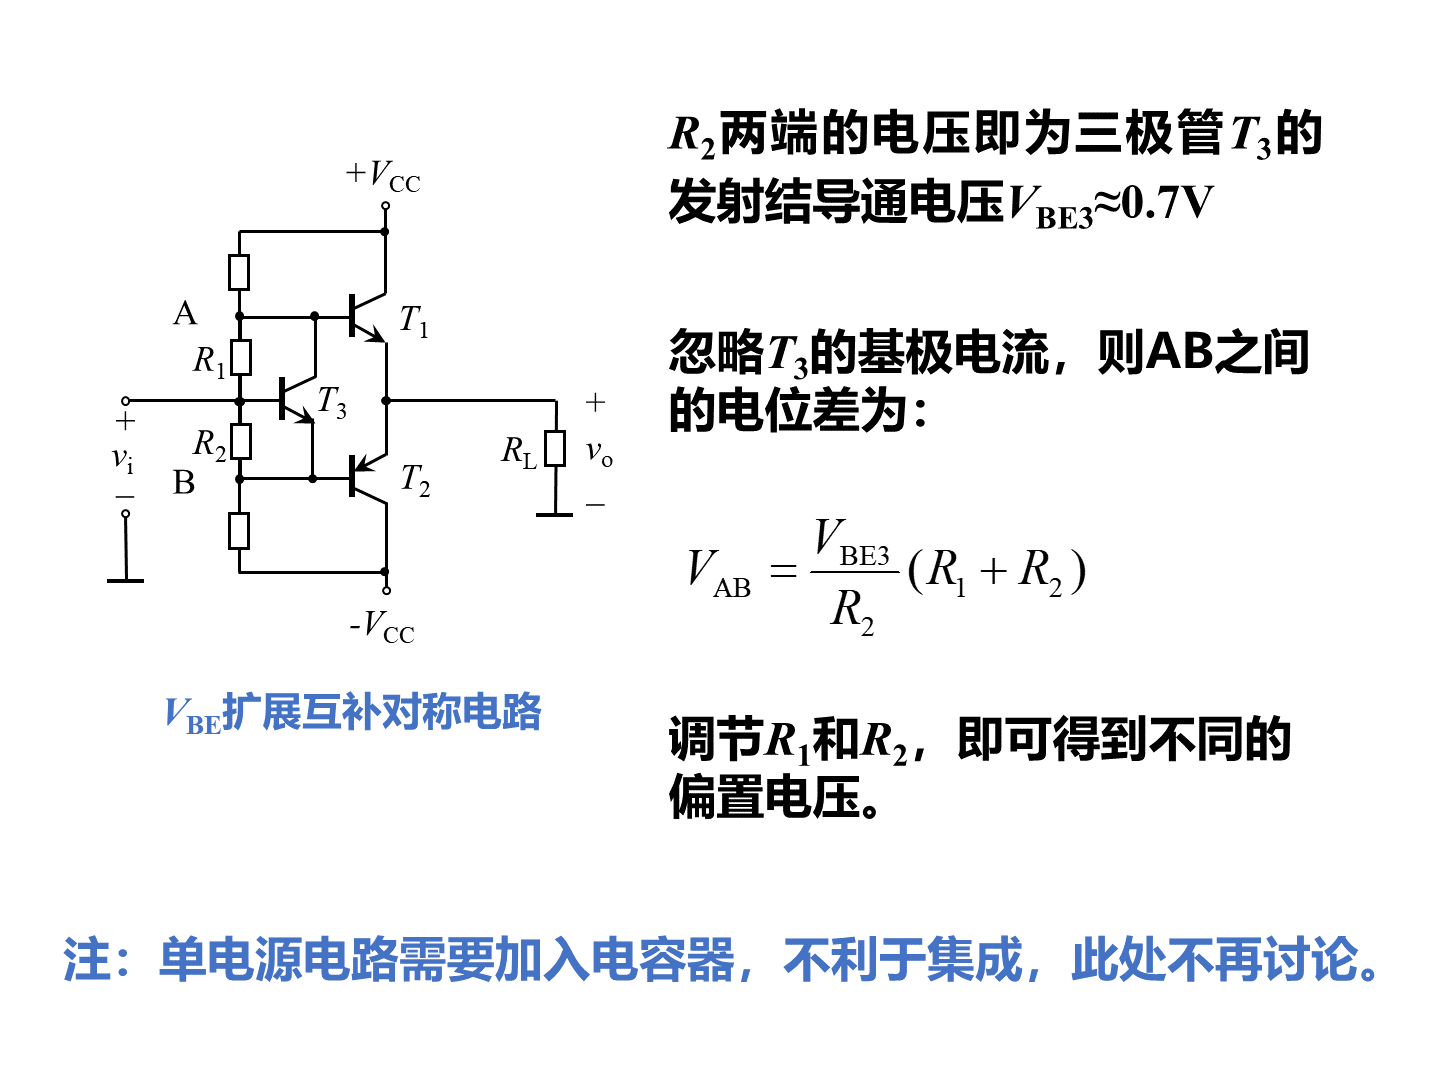 R2两端的电压即为三极管T3的
发射结导通电压VBE3≈0.7V
忽略T3的基极电流，则AB之间
的电位差为：
VAB = VBE3/R2 (R1 + R2)
调节R1和R2，即可得到不同的
偏置电压。
+VCC
A
T1
R1
T3
+
+
R2
vi
RL
vo
B
T2
−
−
-VCC
VBE扩展互补对称电路
注：单电源电路需要加入电容器，不利于集成，此处不再讨论。